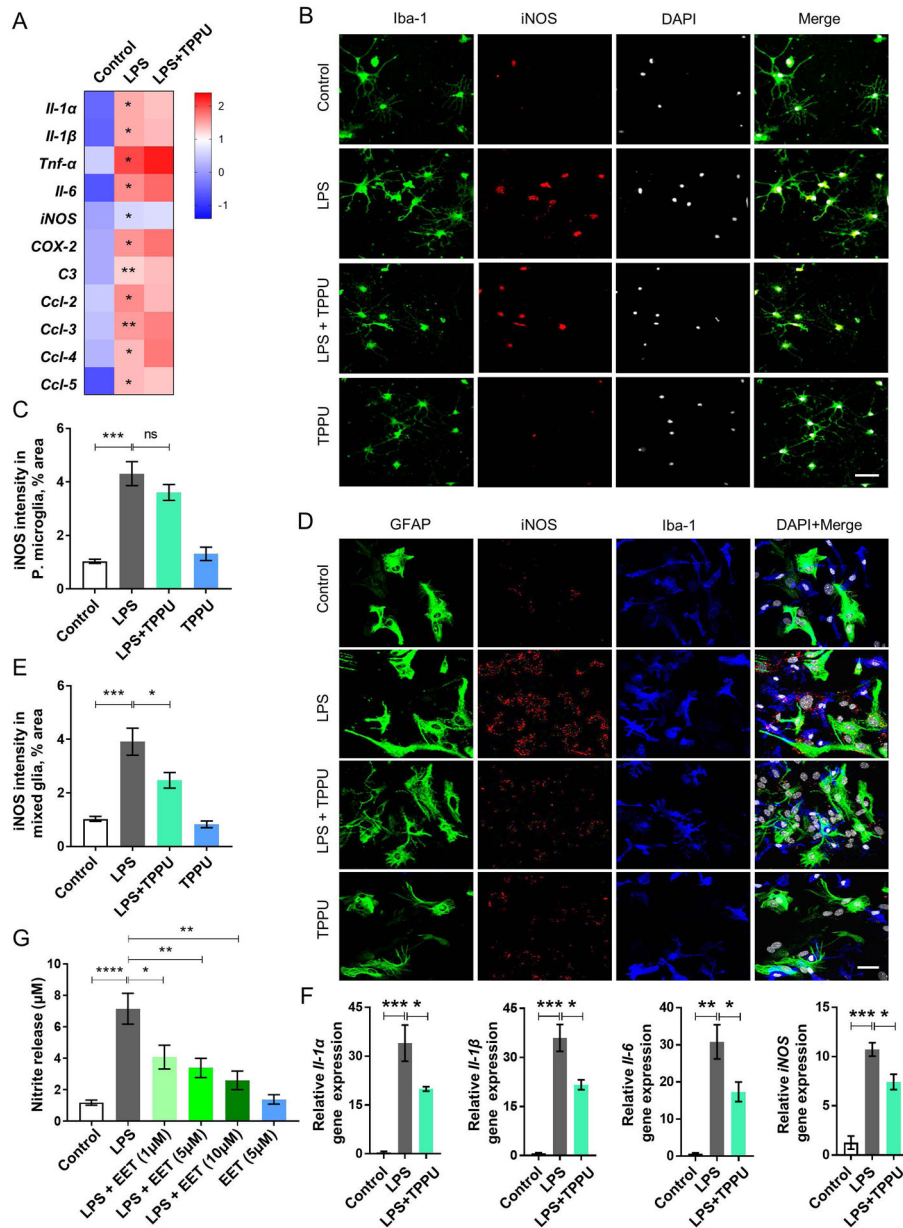 A
Control
LPS
LPS+TPPU
Il-1α
Il-1β
Tnf-α
Il-6
iNOS
COX-2
C3
Ccl-2
Ccl-3
Ccl-4
Ccl-5
*
*
*
*
*
*
**
*
**
*
*
2
1
0
-1
B
Iba-1 iNOS DAPI Merge
Control
LPS
LPS + TPPU
TPPU
C
iNOS intensity in
P. microglia, % area
6
4
2
0
*** ns
Control
LPS
LPS+TPPU
TPPU
D
GFAP iNOS Iba-1 DAPI+Merge
Control
LPS
LPS + TPPU
TPPU
E
iNOS intensity in
mixed glia, % area
6
4
2
0
*** *
Control
LPS
LPS+TPPU
TPPU
G
Nitrite release (µM)
10
8
6
4
2
0
**
**
**** *
Control
LPS
LPS + EET (1µM)
LPS + EET (5µM)
LPS + EET (10µM)
EET (5µM)
F
Relative Il-1α
gene expression
45
30
15
0
*** *
Control
LPS
LPS+TPPU
Relative Il-1β
gene expression
45
30
15
0
*** *
Control
LPS
LPS+TPPU
Relative Il-6
gene expression
45
30
15
0
** *
Control
LPS
LPS+TPPU
Relative iNOS
gene expression
15
10
5
0
*** *
Control
LPS
LPS+TPPU